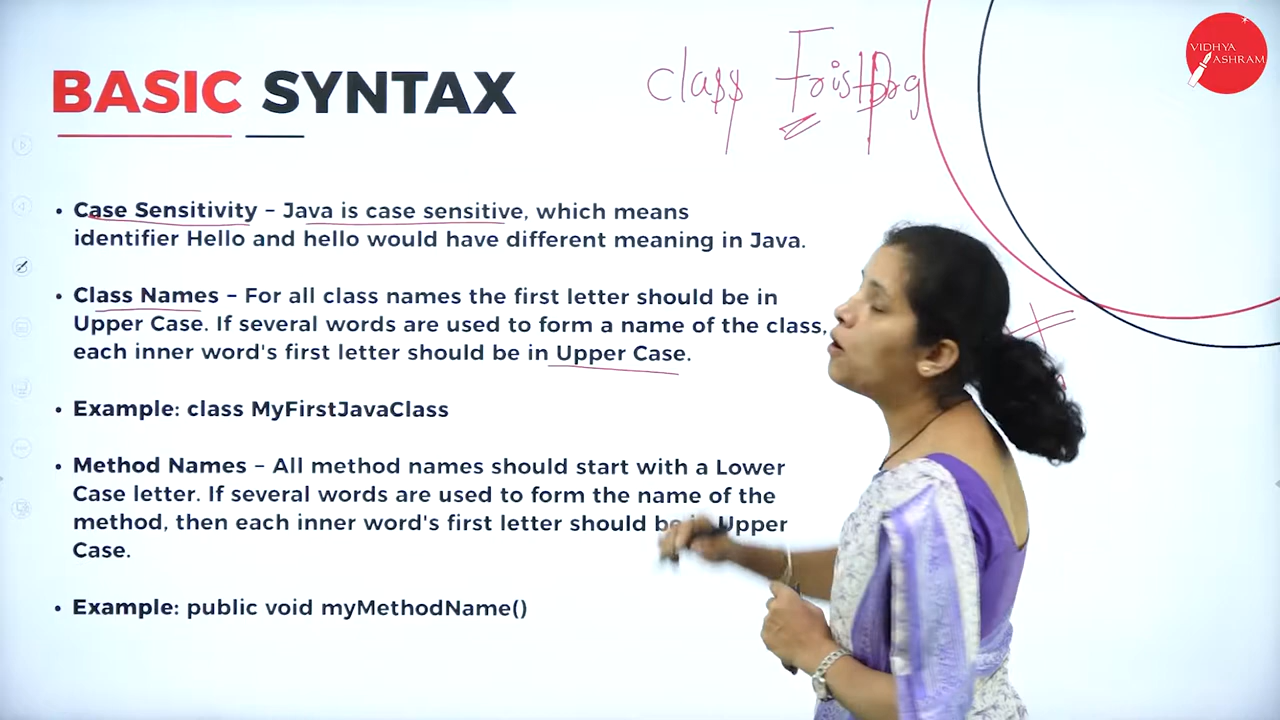 VIDHYA
ASHRAM
BASIC SYNTAX
class FristPrg
• Case Sensitivity – Java is case sensitive, which means
identifier Hello and hello would have different meaning in Java.
• Class Names – For all class names the first letter should be in
Upper Case. If several words are used to form a name of the class,
each inner word's first letter should be in Upper Case.
• Example: class MyFirstJavaClass
• Method Names – All method names should start with a Lower
Case letter. If several words are used to form the name of the
method, then each inner word's first letter should Upper
Case.
• Example: public void myMethodName()